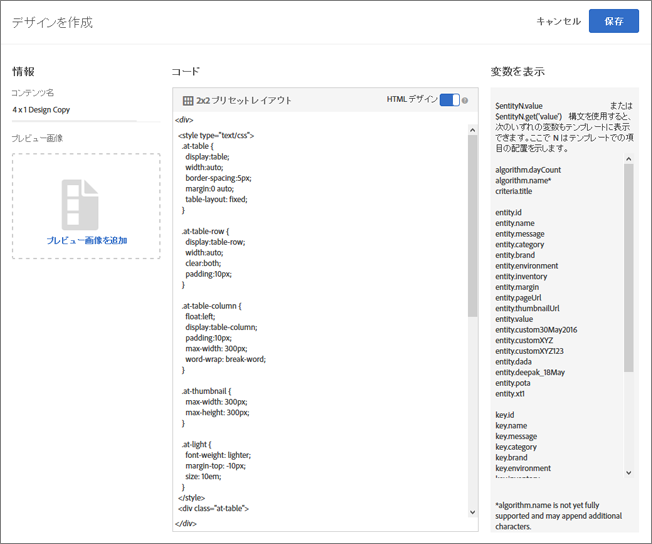 デザインを作成
キャンセル
保存
情報
コンテンツ名
4 x 1 Design Copy
プレビュー画像
プレビュー画像を追加
コード
2x2 プリセットレイアウト
HTML デザイン
<div>
<style type="text/css">
.at-table {
display:table;
width:auto;
border-spacing:5px;
margin:0 auto;
table-layout: fixed;
}
.at-table-row {
display:table-row;
width:auto;
clear:both;
padding:10px;
}
.at-table-column {
float:left;
display:table-column;
padding:10px;
max-width: 300px;
word-wrap: break-word;
}
.at-thumbnail {
max-width: 300px;
max-height: 300px;
}
.at-light {
font-weight: lighter;
margin-top: -10px;
size: 10em;
}
</style>
<div class="at-table">
</div>
変数を表示
$entityN.value または
$entityN.get('value') 構文を使用すると、
次のいずれの変数もテンプレートに表示
できます。ここで N はテンプレートでの項
目の配置を示します。
algorithm.dayCount
algorithm.name*
criteria.title
entity.id
entity.name
entity.message
entity.category
entity.brand
entity.environment
entity.inventory
entity.margin
entity.pageUrl
entity.thumbnailUrl
entity.value
entity.custom30May2016
entity.customXYZ
entity.customXYZ123
entity.dada
entity.deepak_18May
entity.pota
entity.xt1
key.id
key.name
key.message
key.category
key.brand
key.environment
key.inventory
*algorithm.name is not yet fully
supported and may append additional
characters.